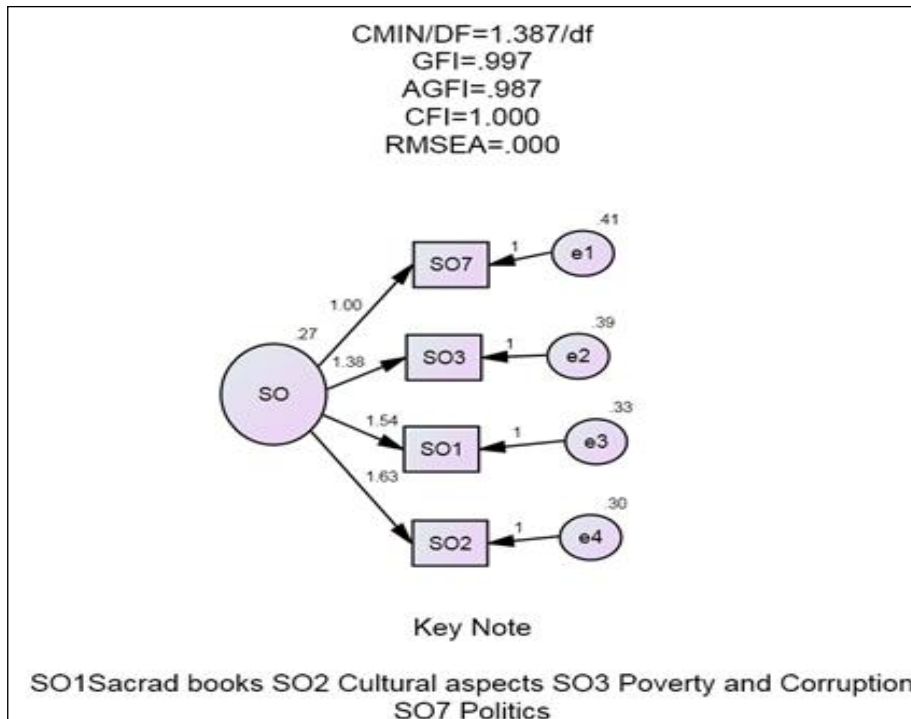 CMIN/DF=1.387/df
GFI=.997
AGFI=.987
CFI=1.000
RMSEA=.000
.41
e1
1
SO7
1.00
.27
.39
e2
1
SO3
1.38
SO
.33
e3
1
SO1
1.54
1.63
.30
e4
1
SO2
Key Note
SO1Sacrad books SO2 Cultural aspects SO3 Poverty and Corruption
SO7 Politics